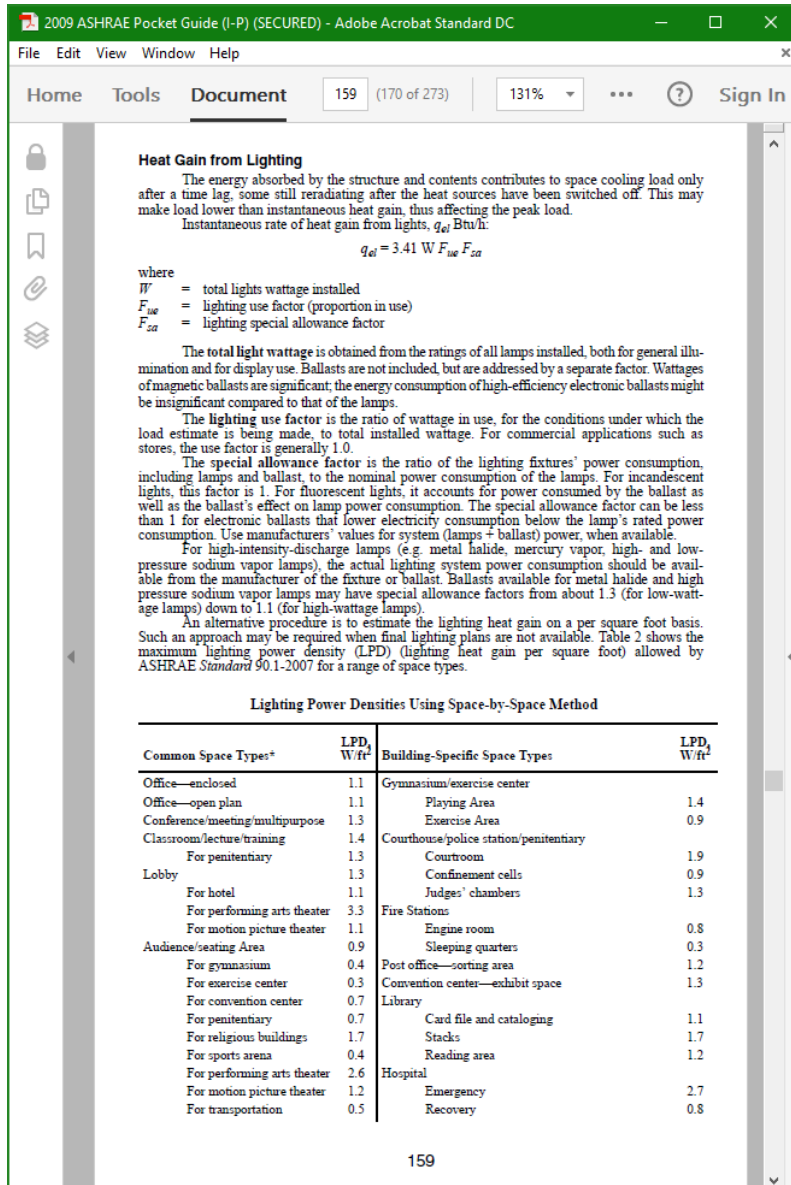 2009 ASHRAE Pocket Guide (I-P) (SECURED) - Adobe Acrobat Standard DC
File Edit View Window Help
Home Tools Document 159 (170 of 273) 131% ••• ? Sign In
Heat Gain from Lighting
The energy absorbed by the structure and contents contributes to space cooling load only
after a time lag, some still reradiating after the heat sources have been switched off. This may
make load lower than instantaneous heat gain, thus affecting the peak load.
Instantaneous rate of heat gain from lights, qel Btu/h:
qel = 3.41 W Fue Fsa
where
W = total lights wattage installed
Fue = lighting use factor (proportion in use)
Fsa = lighting special allowance factor
The total light wattage is obtained from the ratings of all lamps installed, both for general illu-
mination and for display use. Ballasts are not included, but are addressed by a separate factor. Wattages
of magnetic ballasts are significant; the energy consumption of high-efficiency electronic ballasts might
be insignificant compared to that of the lamps.
The lighting use factor is the ratio of wattage in use, for the conditions under which the
load estimate is being made, to total installed wattage. For commercial applications such as
stores, the use factor is generally 1.0.
The special allowance factor is the ratio of the lighting fixtures' power consumption,
including lamps and ballast, to the nominal power consumption of the lamps. For incandescent
lights, this factor is 1. For fluorescent lights, it accounts for power consumed by the ballast as
well as the ballast's effect on lamp power consumption. The special allowance factor can be less
than 1 for electronic ballasts that lower electricity consumption below the lamp's rated power
consumption. Use manufacturers' values for system (lamps + ballast) power, when available.
For high-intensity-discharge lamps (e.g. metal halide, mercury vapor, high- and low-
pressure sodium vapor lamps), the actual lighting system power consumption should be avail-
able from the manufacturer of the fixture or ballast. Ballasts available for metal halide and high
pressure sodium vapor lamps may have special allowance factors from about 1.3 (for low-watt-
age lamps) down to 1.1 (for high-wattage lamps).
An alternative procedure is to estimate the lighting heat gain on a per square foot basis.
Such an approach may be required when final lighting plans are not available. Table 2 shows the
maximum lighting power density (LPD) (lighting heat gain per square foot) allowed by
ASHRAE Standard 90.1-2007 for a range of space types.
Lighting Power Densities Using Space-by-Space Method
Common Space Types* LPD, W/ft² Building-Specific Space Types LPD, W/ft²
Office—enclosed 1.1 Gymnasium/exercise center
Office—open plan 1.1 Playing Area 1.4
Conference/meeting/multipurpose 1.3 Exercise Area 0.9
Classroom/lecture/training 1.4 Courthouse/police station/penitentiary
For penitentiary 1.3 Courtroom 1.9
Lobby 1.3 Confinement cells 0.9
For hotel 1.1 Judges' chambers 1.3
For performing arts theater 3.3 Fire Stations
For motion picture theater 1.1 Engine room 0.8
Audience/seating Area 0.9 Sleeping quarters 0.3
For gymnasium 0.4 Post office—sorting area 1.2
For exercise center 0.3 Convention center—exhibit space 1.3
For convention center 0.7 Library
For penitentiary 0.7 Card file and cataloging 1.1
For religious buildings 1.7 Stacks 1.7
For sports arena 0.4 Reading area 1.2
For performing arts theater 2.6 Hospital
For motion picture theater 1.2 Emergency 2.7
For transportation 0.5 Recovery 0.8
159